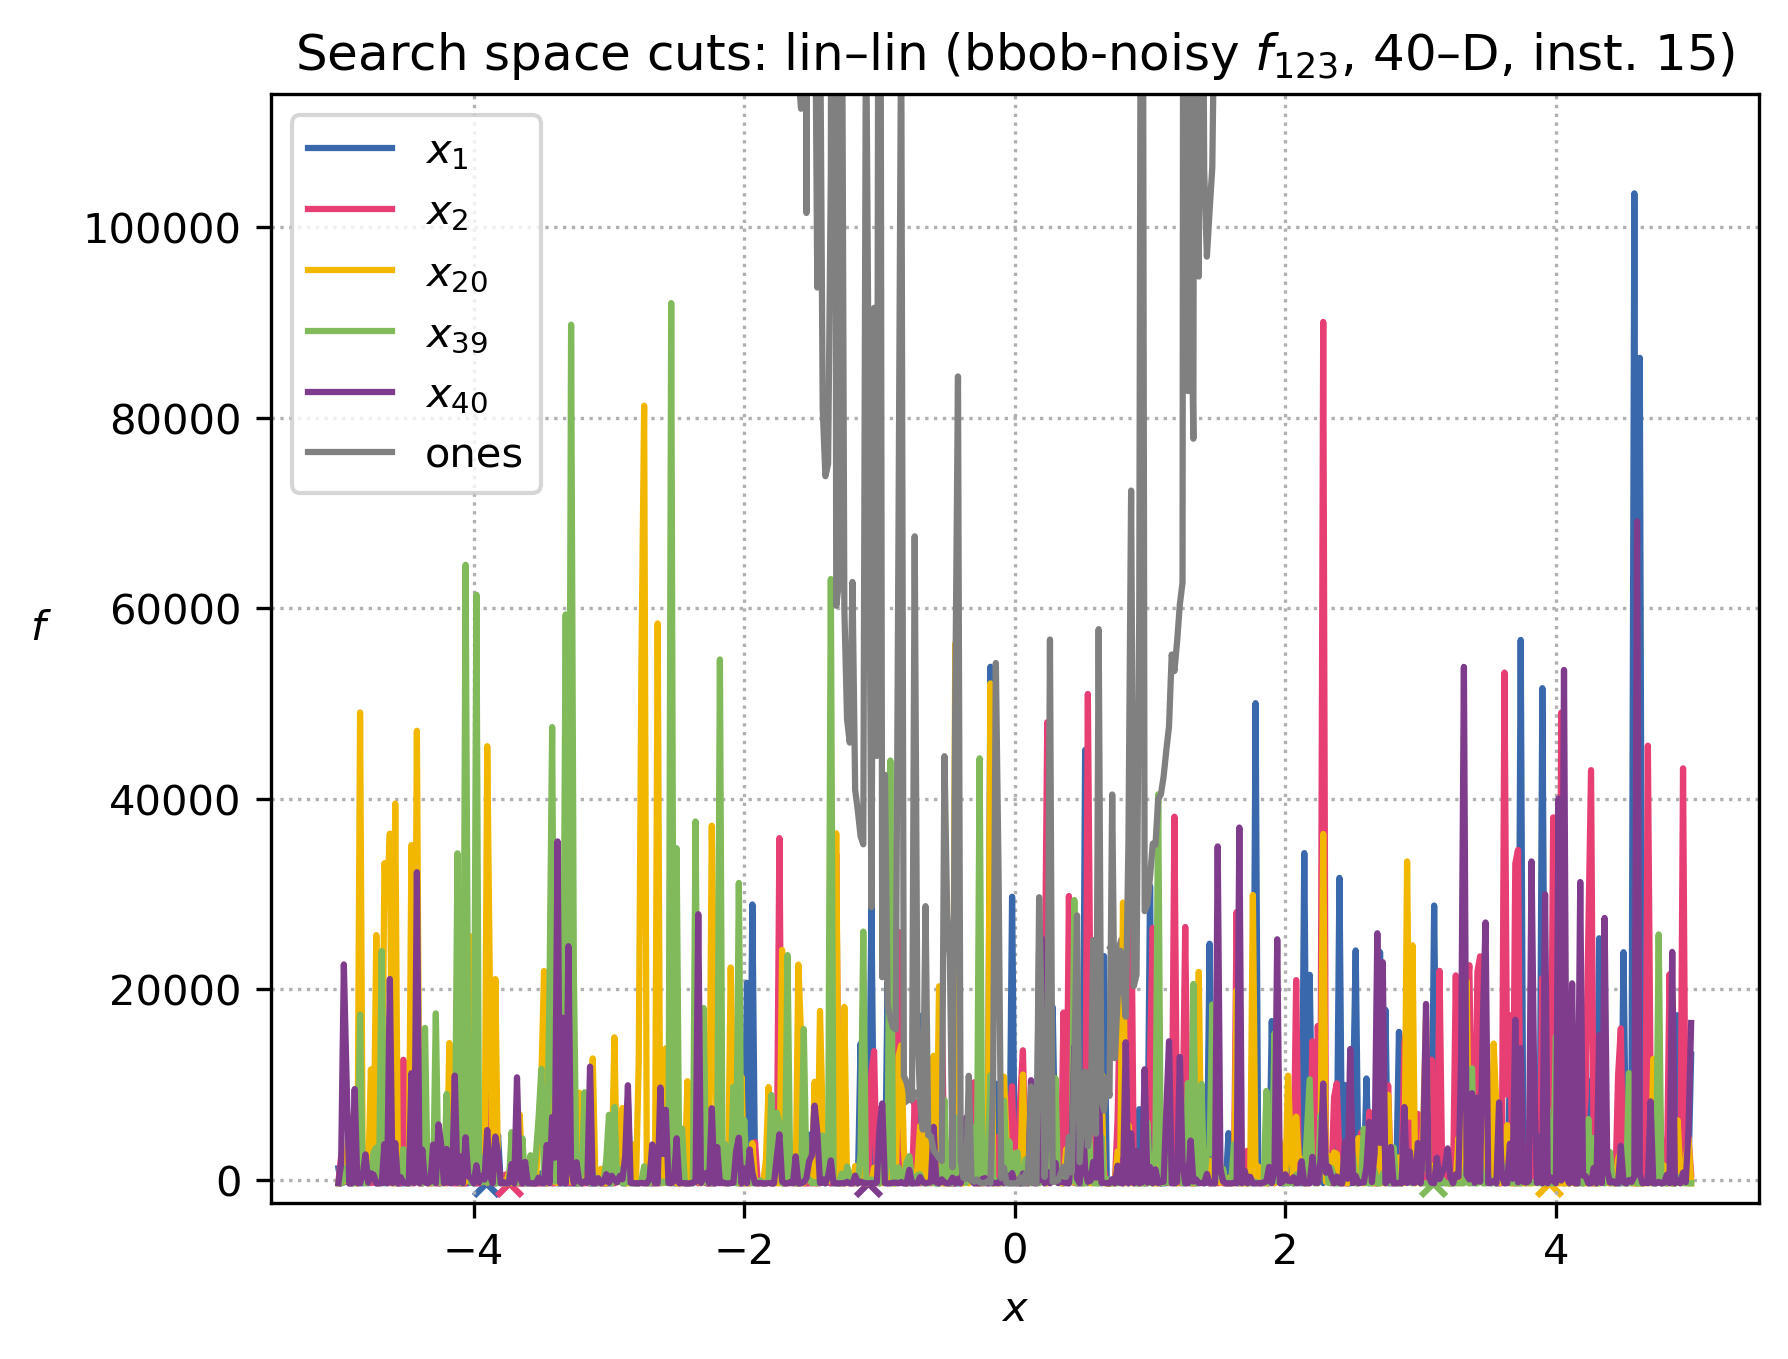 Search space cuts: lin–lin (bbob-noisy f₁₂₃, 40–D, inst. 15)
x₁
x₂
x₂₀
x₃₉
x₄₀
ones
100000
80000
60000
40000
20000
0
f
−4 −2 0 2 4
x